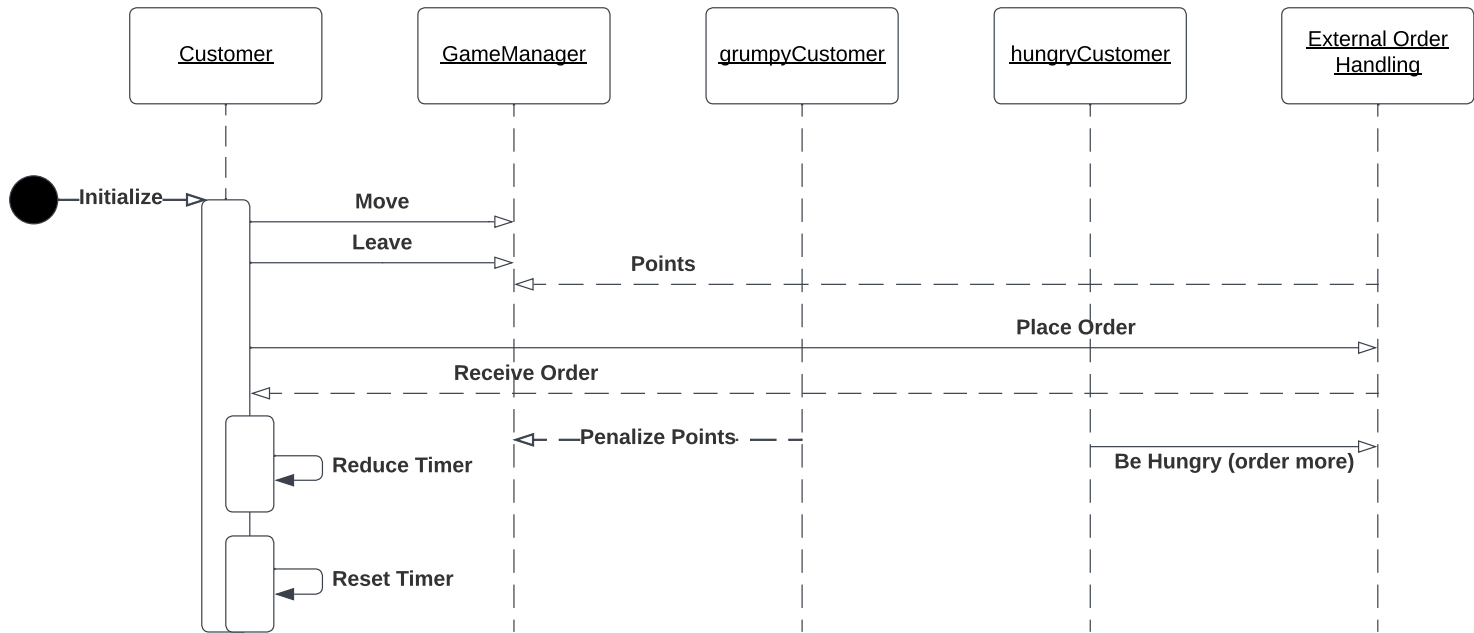 Customer
GameManager
grumpyCustomer
hungryCustomer
External Order
Handling
Initialize
Move
Leave
Points
Place Order
Receive Order
Penalize Points
Be Hungry (order more)
Reduce Timer
Reset Timer